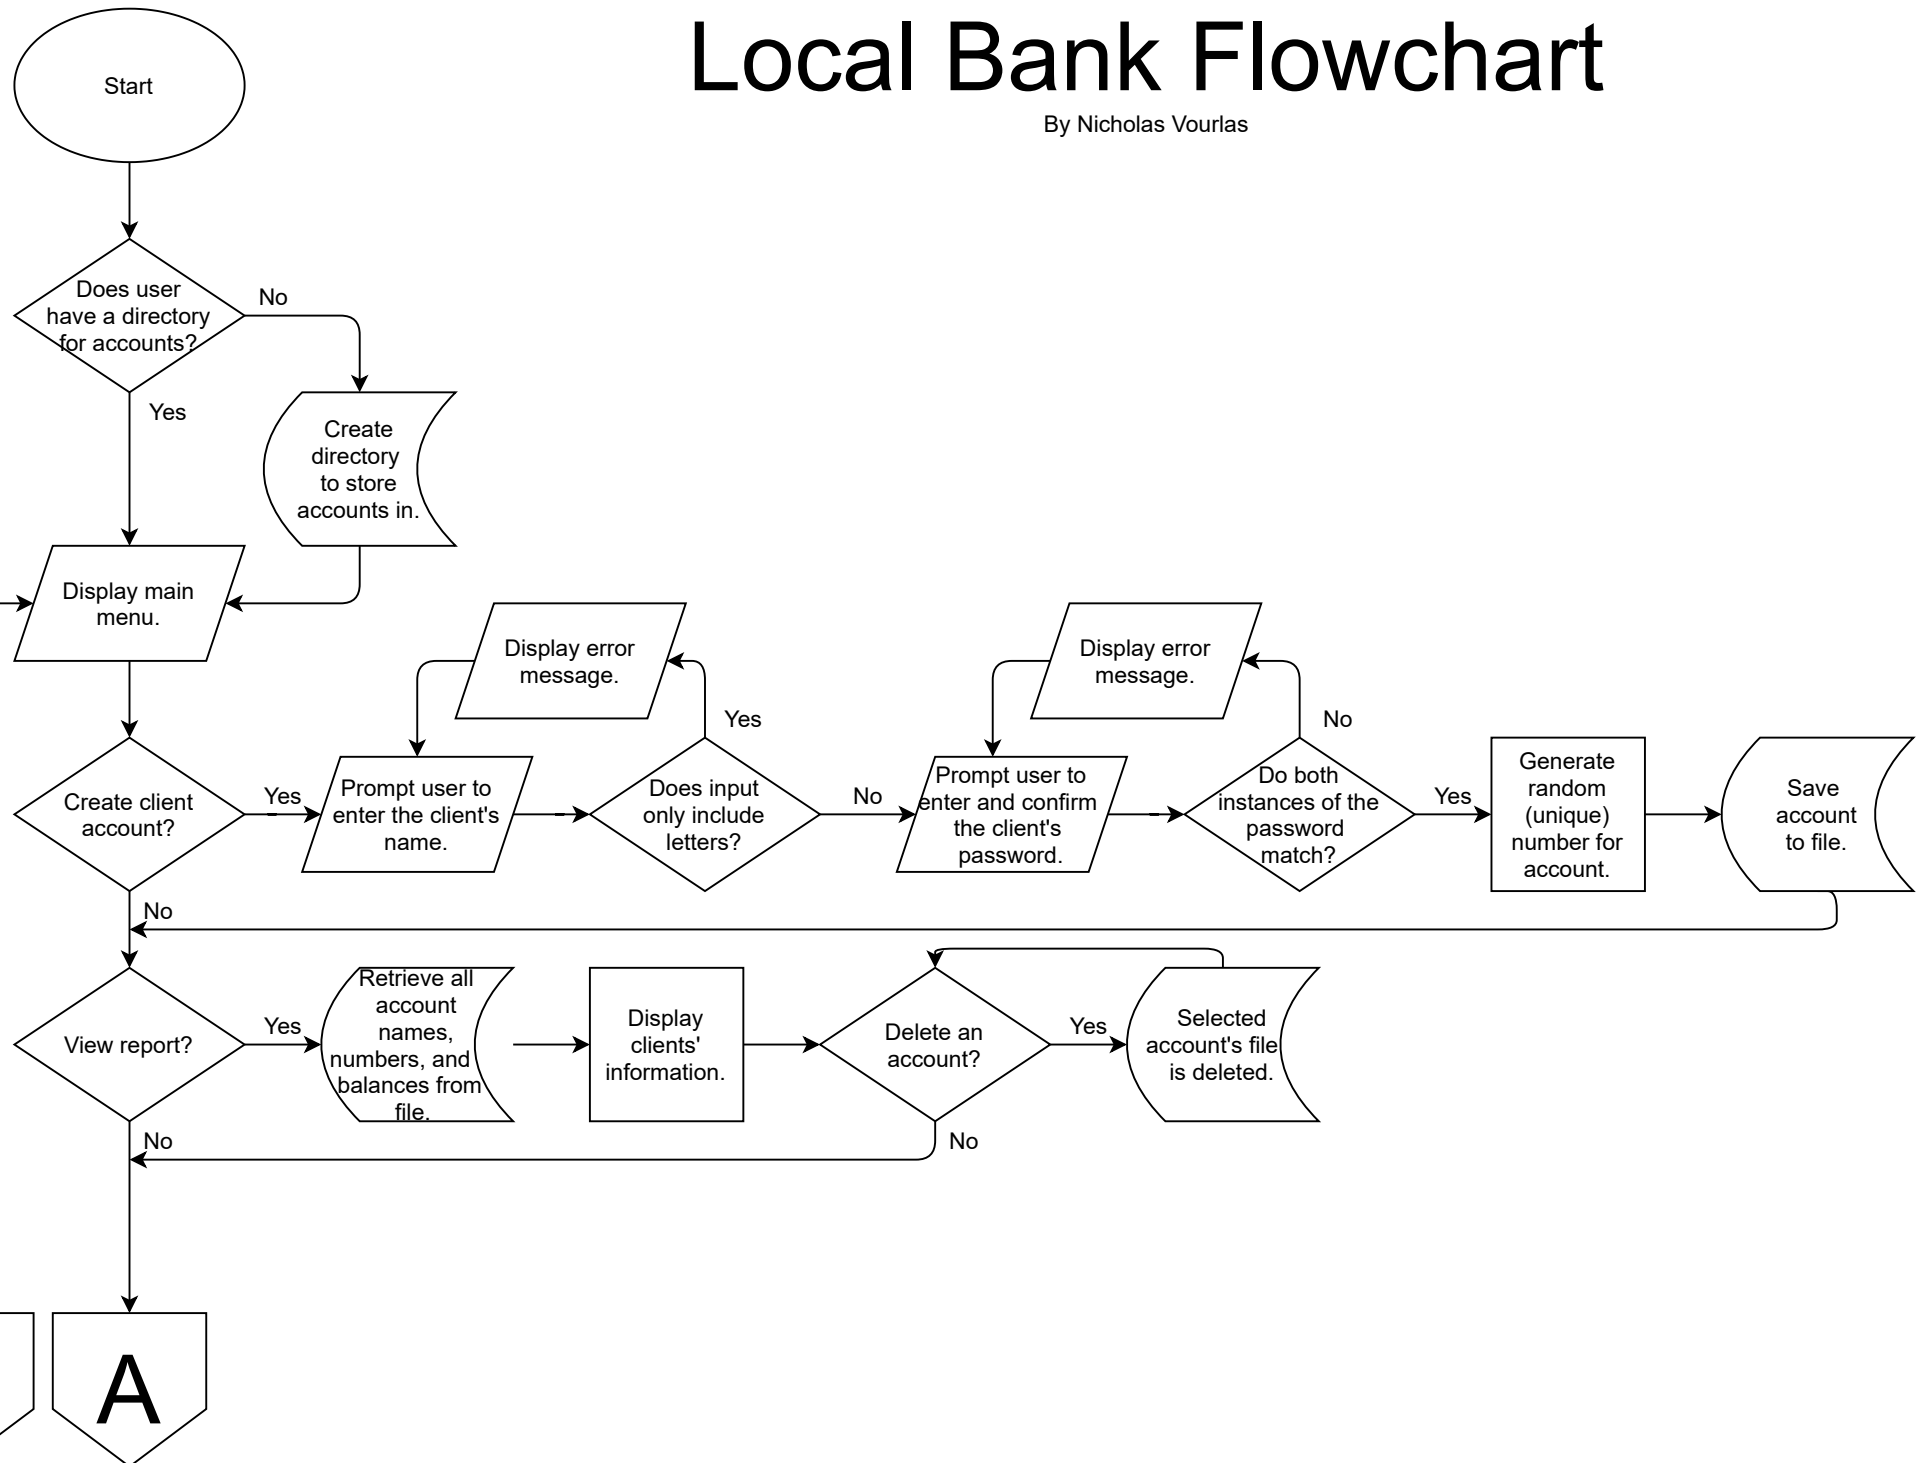 Local Bank Flowchart
By Nicholas Vourlas
Start
Does user
have a directory
for accounts?
No
Yes
Create
directory
to store
accounts in.
Display main
menu.
Display error
message.
Display error
message.
Yes
No
Create client
account?
Yes
Prompt user to
enter the client's
name.
Does input
only include
letters?
No
Prompt user to
enter and confirm
the client's
password.
Do both
instances of the
password
match?
Yes
Generate
random
(unique)
number for
account.
Save
account
to file.
No
View report?
Yes
Retrieve all
account
names,
numbers, and
balances from
file.
Display
clients'
information.
Delete an
account?
Yes
Selected
account's file
is deleted.
No
No
A